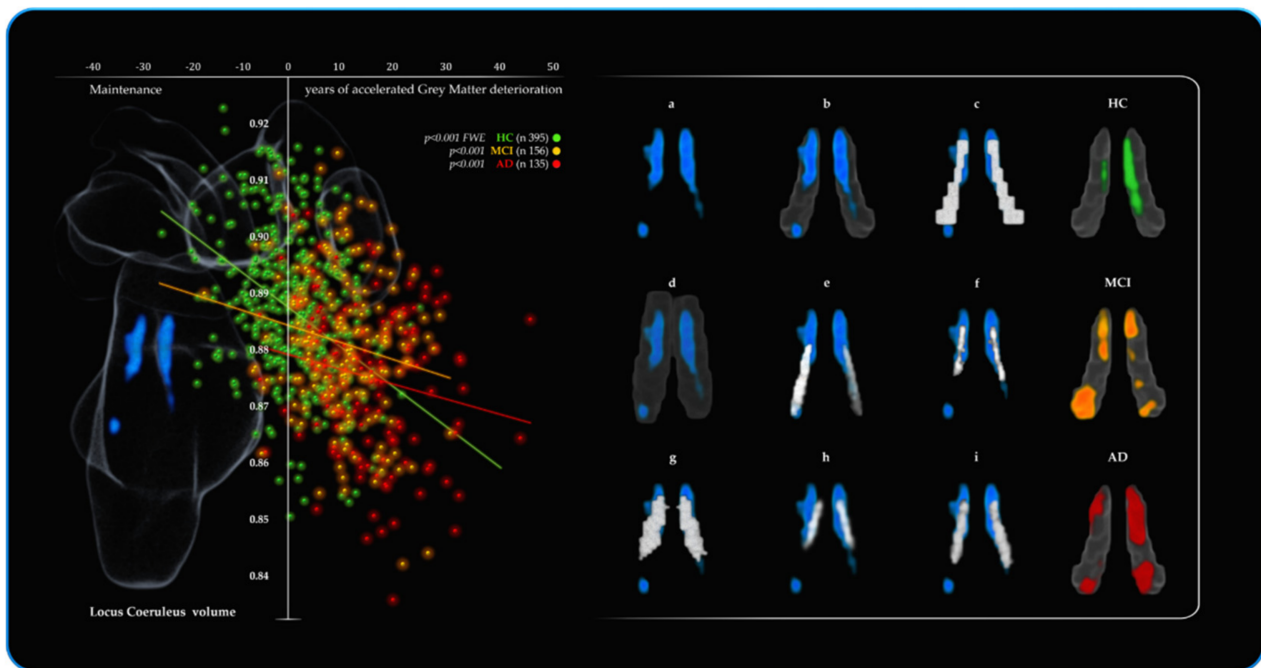 -40 -30 -20 -10 0 10 20 30 40 50
Maintenance years of accelerated Grey Matter deterioration
0.92
p<0.001 FWE HC (n 395)
p<0.001 MCI (n 156)
p<0.001 AD (n 135)
0.91
0.90
0.89
0.88
0.87
0.86
0.85
0.84
Locus Coeruleus volume
a b c HC
d e f MCI
g h i AD